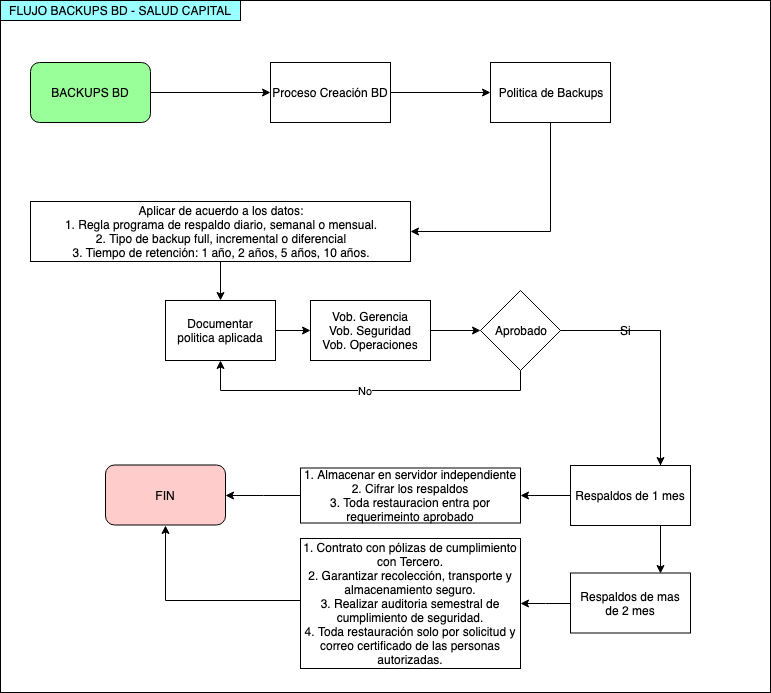 FLUJO BACKUPS BD - SALUD CAPITAL
BACKUPS BD
Proceso Creación BD
Politica de Backups
Aplicar de acuerdo a los datos:
1. Regla programa de respaldo diario, semanal o mensual.
2. Tipo de backup full, incremental o diferencial
3. Tiempo de retención: 1 año, 2 años, 5 años, 10 años.
Documentar
politica aplicada
Vob. Gerencia
Vob. Seguridad
Vob. Operaciones
Aprobado
Si
No
FIN
1. Almacenar en servidor independiente
2. Cifrar los respaldos
3. Toda restauracion entra por
requerimeinto aprobado
Respaldos de 1 mes
1. Contrato con pólizas de cumplimiento
con Tercero.
2. Garantizar recolección, transporte y
almacenamiento seguro.
3. Realizar auditoria semestral de
cumplimiento de seguridad.
4. Toda restauración solo por solicitud y
correo certificado de las personas
autorizadas.
Respaldos de mas
de 2 mes